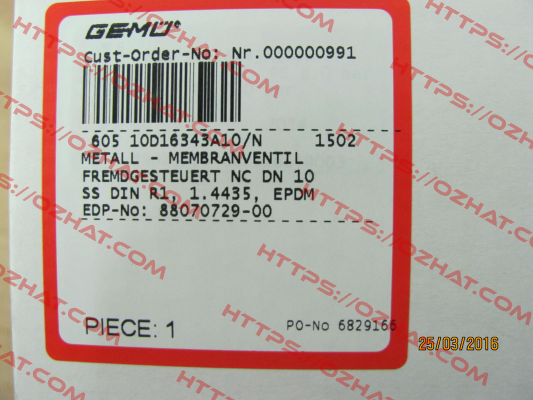 GEMÜ
Cust-Order-No: Nr.000000991
605 10D16343A10/N 1502
METALL - MEMBRANVENTIL
FREMDGESTEUERT NC DN 10
SS DIN R1, 1.4435, EPDM
EDP-No: 88070729-00
PIECE: 1
PO-No 6829166
25/03/2016
HTTPS://OZHAT.COM